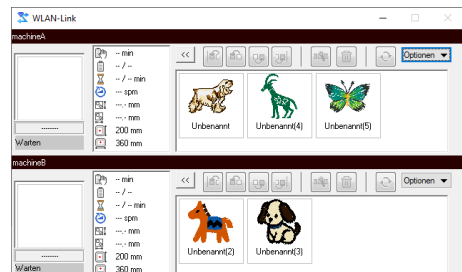 WLAN-Link
machineA
-- min
-- / --
-- / -- min
--- spm
---.- mm
---.- mm
200 mm
360 mm
--------
Warten
<<
Optionen
Unbenannt
Unbenannt(4)
Unbenannt(5)
machineB
-- min
-- / --
-- / -- min
--- spm
---.- mm
---.- mm
200 mm
360 mm
--------
Warten
<<
Optionen
Unbenannt(2)
Unbenannt(3)